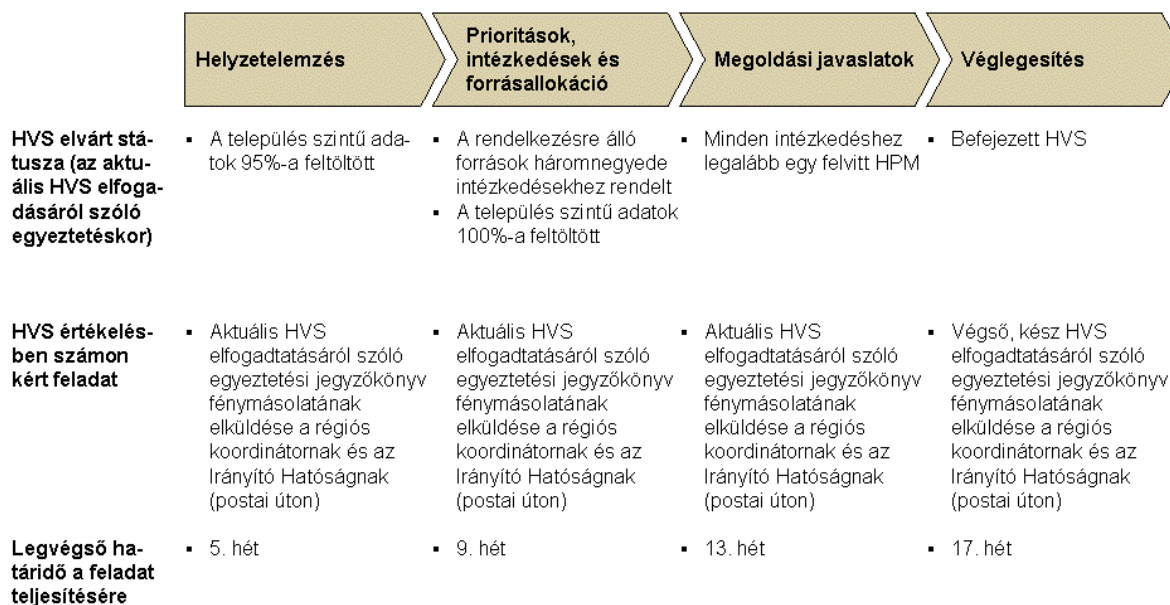 Helyzetelemzés
Prioritások,
intézkedések és
forrásallokáció
Megoldási javaslatok
Véglegesítés
HVS elvárt stá-
tusza (az aktu-
ális HVS elfoga-
dásáról szóló
egyeztetéskor)
▪ A település szintű ada-
tok 95%-a feltöltött
▪ A rendelkezésre álló
források háromnegyede
intézkedésekhez rendelt
▪ A település szintű adatok
100%-a feltöltött
▪ Minden intézkedéshez
legalább egy felvitt HPM
▪ Befejezett HVS
HVS értékelés-
ben számon
kért feladat
▪ Aktuális HVS
elfogadtatásáról szóló
egyeztetési jegyzőkönyv
fénymásolatának
elküldése a régiós
koordinátornak és az
Irányító Hatóságnak
(postai úton)
▪ Aktuális HVS
elfogadtatásáról szóló
egyeztetési jegyzőkönyv
fénymásolatának
elküldése a régiós
koordinátornak és az
Irányító Hatóságnak
(postai úton)
▪ Aktuális HVS
elfogadtatásáról szóló
egyeztetési jegyzőkönyv
fénymásolatának
elküldése a régiós
koordinátornak és az
Irányító Hatóságnak
(postai úton)
▪ Végső, kész HVS
elfogadtatásáról szóló
egyeztetési jegyzőkönyv
fénymásolatának
elküldése a régiós
koordinátornak és az
Irányító Hatóságnak
(postai úton)
Legvégső ha-
táridő a feladat
teljesítésére
▪ 5. hét
▪ 9. hét
▪ 13. hét
▪ 17. hét